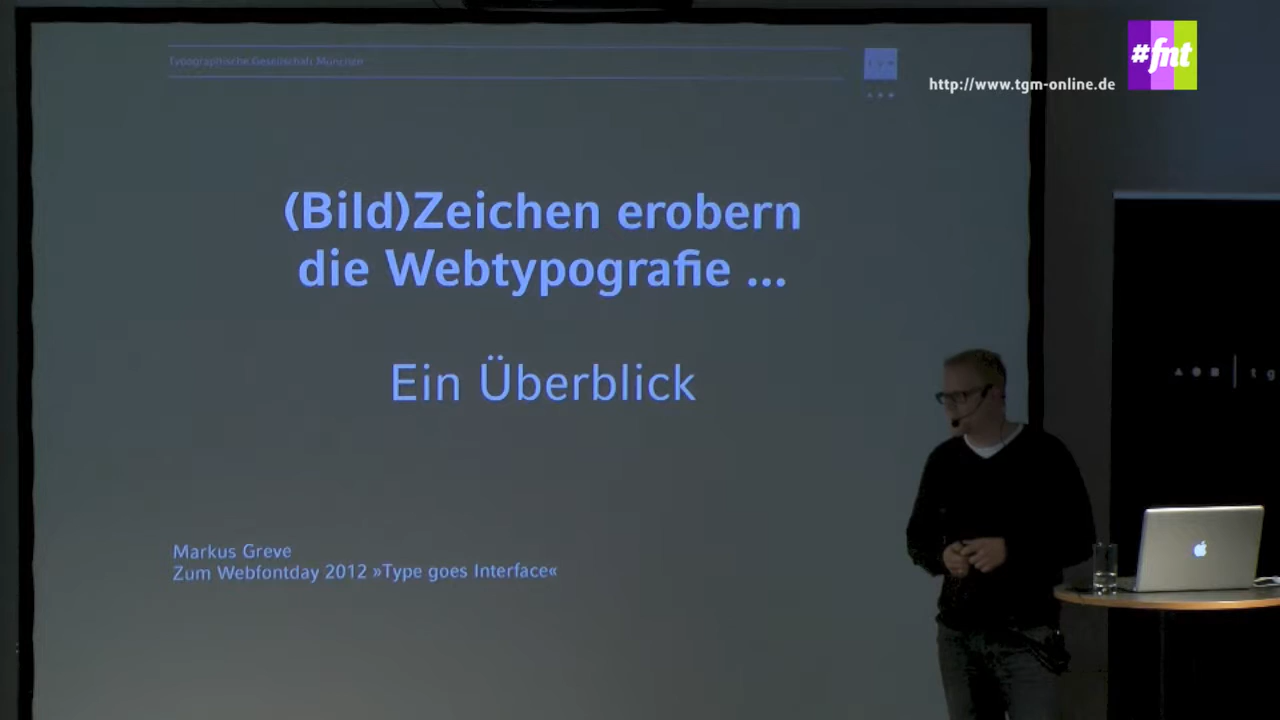 Typographische Gesellschaft München
http://www.tgm-online.de
#fnt
(Bild)Zeichen erobern
die Webtypografie ...
Ein Überblick
Markus Greve
Zum Webfontday 2012 »Type goes Interface«
t g